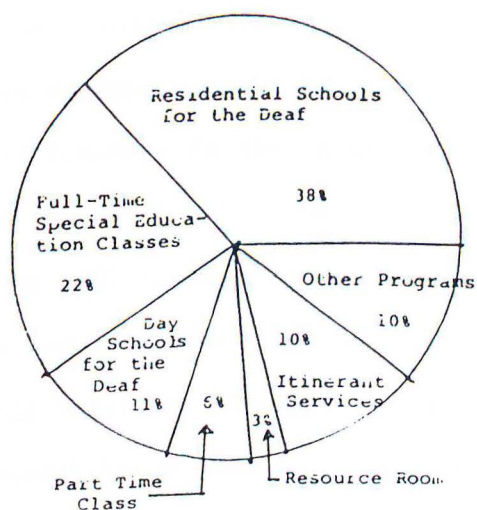 Residential Schools
for the Deaf
38%
Full-Time
Special Educa-
tion Classes
22%
Other Programs
10%
Day
Schools
for the
Deaf
11%
10%
Itinerant
Services
6%
3%
Part Time
Class
Resource Room